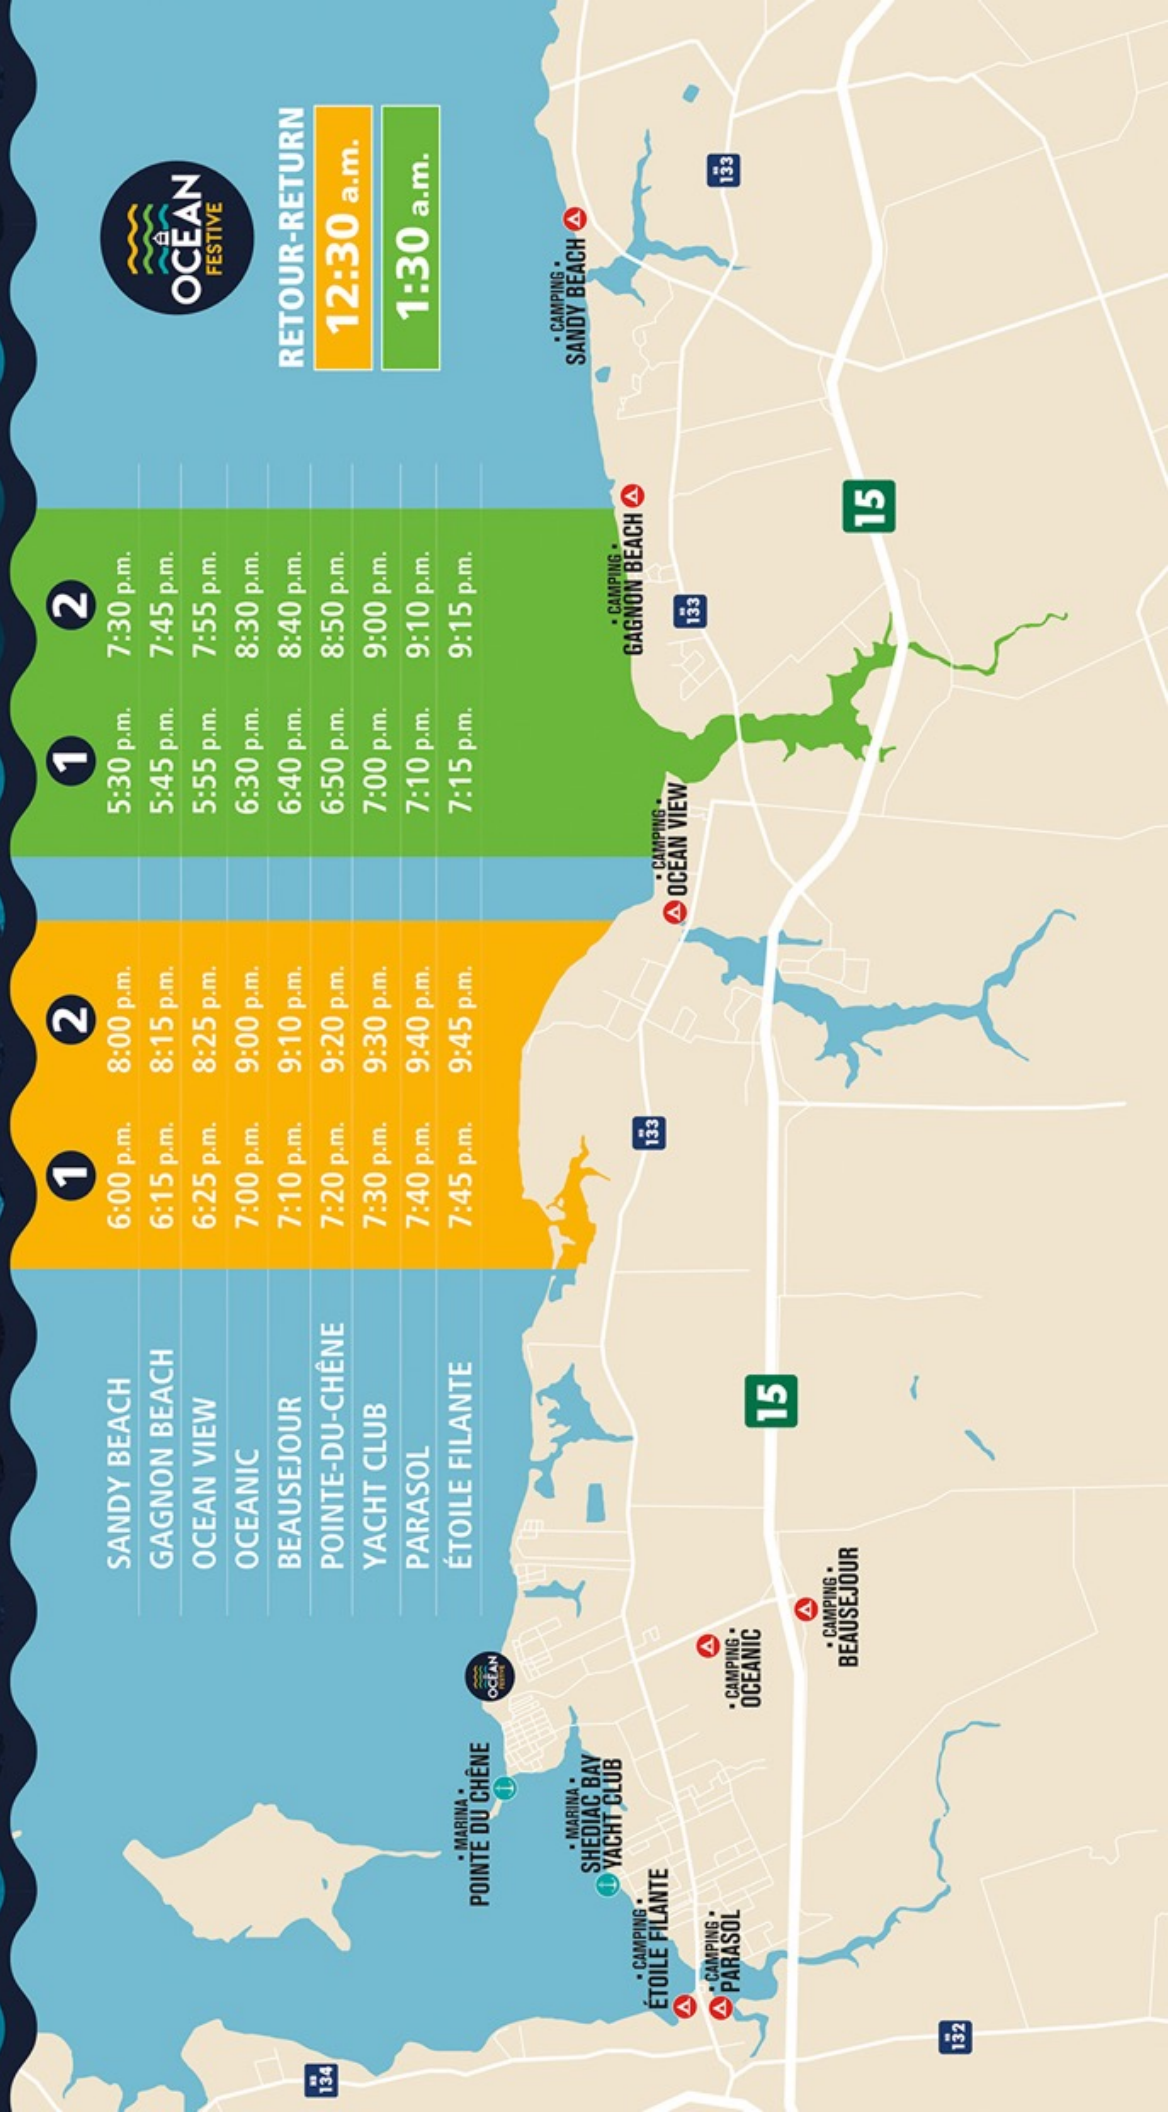 1
2
1
2
SANDY BEACH 6:00 p.m. 8:00 p.m. 5:30 p.m. 7:30 p.m.
GAGNON BEACH 6:15 p.m. 8:15 p.m. 5:45 p.m. 7:45 p.m.
OCEAN VIEW 6:25 p.m. 8:25 p.m. 5:55 p.m. 7:55 p.m.
OCEANIC 7:00 p.m. 9:00 p.m. 6:30 p.m. 8:30 p.m.
BEAUSEJOUR 7:10 p.m. 9:10 p.m. 6:40 p.m. 8:40 p.m.
POINTE-DU-CHÊNE 7:20 p.m. 9:20 p.m. 6:50 p.m. 8:50 p.m.
YACHT CLUB 7:30 p.m. 9:30 p.m. 7:00 p.m. 9:00 p.m.
PARASOL 7:40 p.m. 9:40 p.m. 7:10 p.m. 9:10 p.m.
ÉTOILE FILANTE 7:45 p.m. 9:45 p.m. 7:15 p.m. 9:15 p.m.
OCEAN
FESTIVE
RETOUR-RETURN
12:30 a.m.
1:30 a.m.
NB
134
• MARINA •
POINTE DU CHÊNE
OCEAN
FESTIVE
• MARINA •
SHEDIAC BAY
YACHT CLUB
• CAMPING •
ÉTOILE FILANTE
• CAMPING •
PARASOL
• CAMPING •
OCEANIC
• CAMPING •
BEAUSEJOUR
NB
132
15
NB
133
• CAMPING •
OCEAN VIEW
• CAMPING •
GAGNON BEACH
NB
133
15
• CAMPING •
SANDY BEACH
NB
133